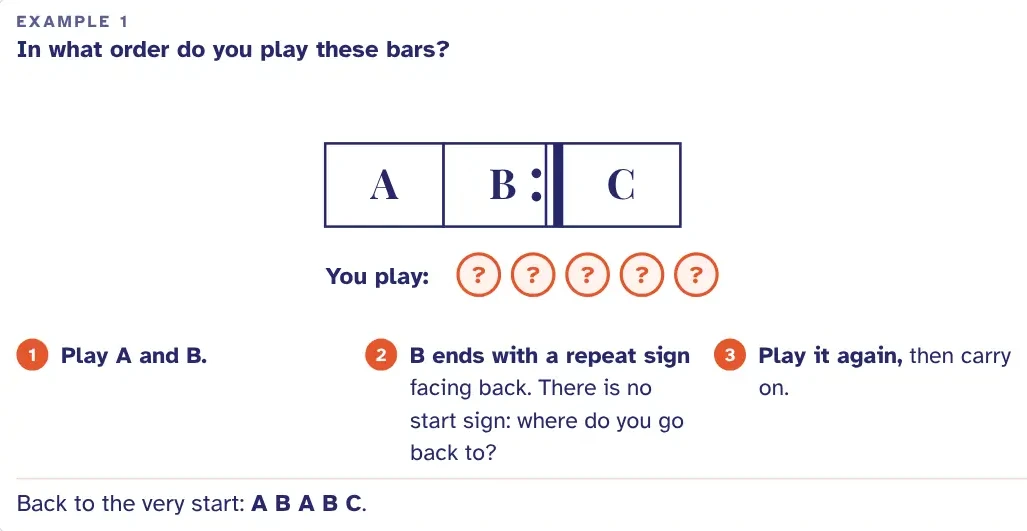 EXAMPLE 1
In what order do you play these bars?
A B C
You play: ? ? ? ? ?
1 Play A and B.
2 B ends with a repeat sign
facing back. There is no
start sign: where do you go
back to?
3 Play it again, then carry
on.
Back to the very start: A B A B C.